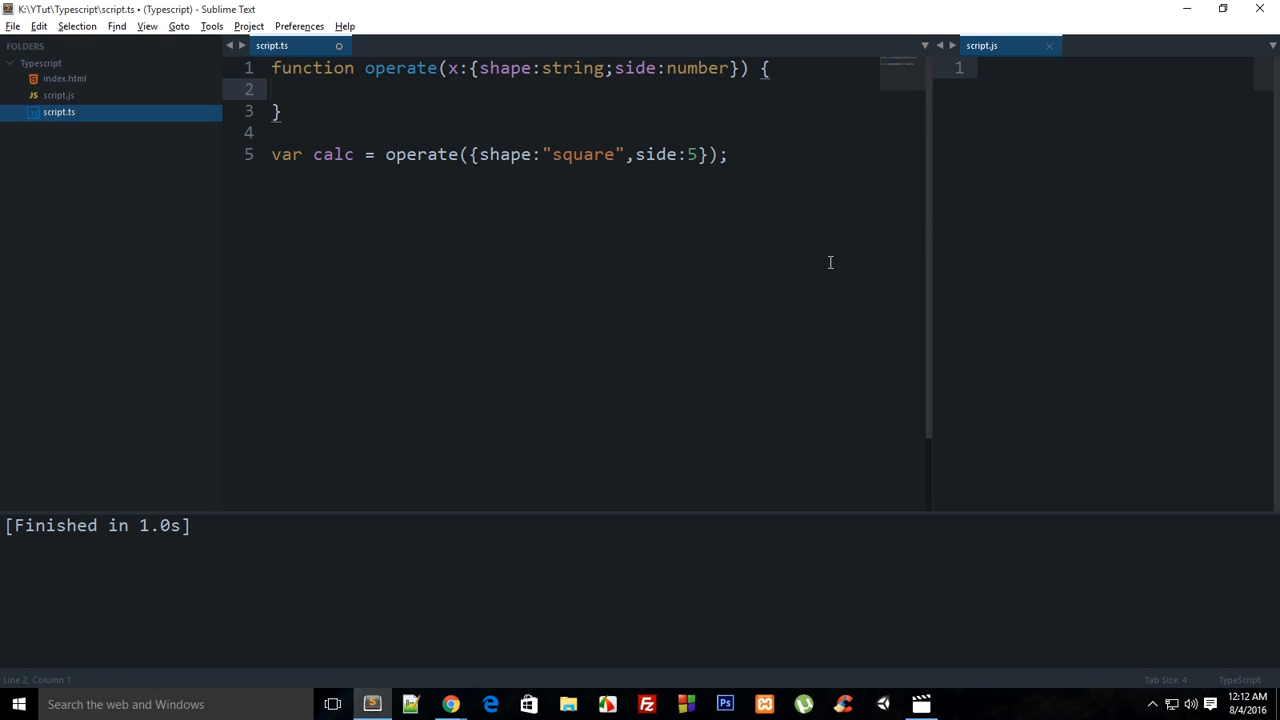 K:\YTut\Typescript\script.ts • (Typescript) - Sublime Text
File Edit Selection Find View Goto Tools Project Preferences Help
FOLDERS
Typescript
index.html
script.js
script.ts
script.ts
script.js
1 function operate(x:{shape:string;side:number}) {
2
3 }
4
5 var calc = operate({shape:"square",side:5});
1
[Finished in 1.0s]
Line 2, Column 1
Tab Size: 4
TypeScript
Search the web and Windows
12:12 AM
8/4/2016